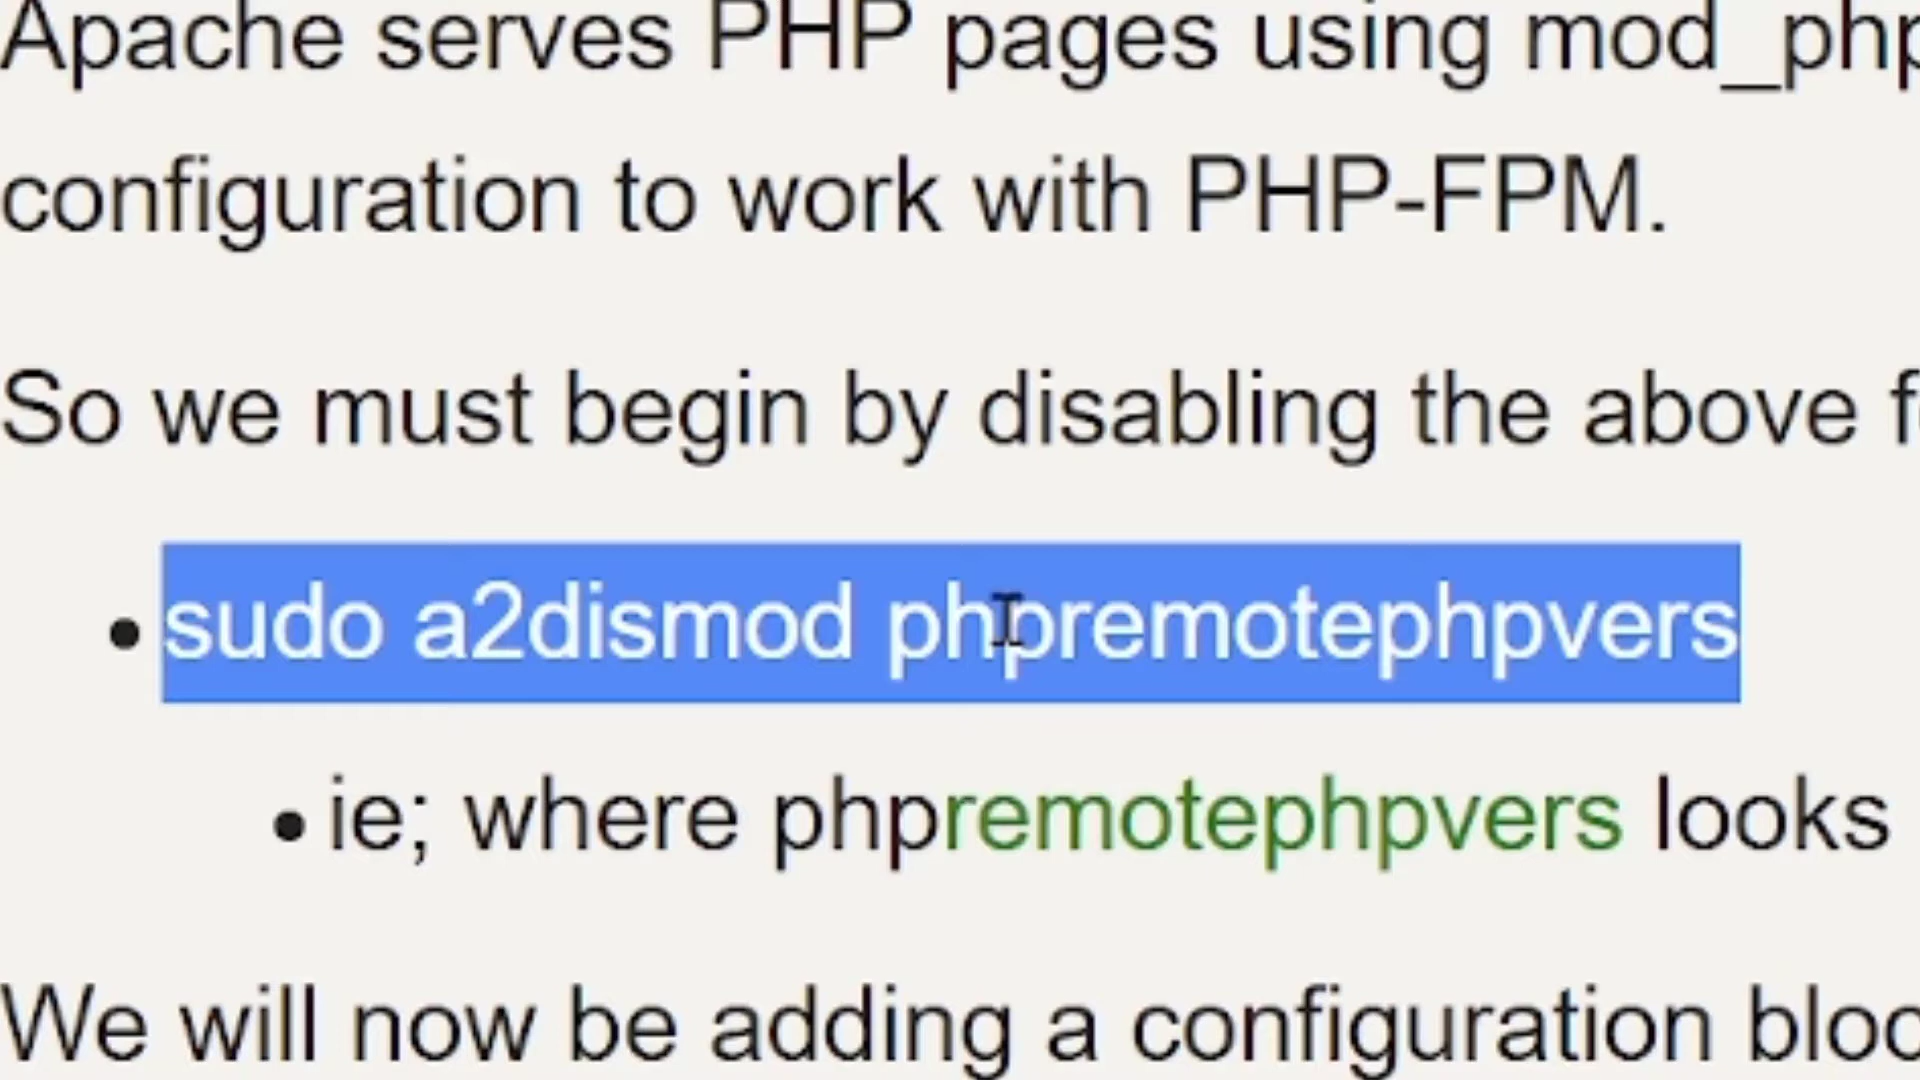 Apache serves PHP pages using mod_php
configuration to work with PHP-FPM.
So we must begin by disabling the above
• sudo a2dismod phpremotephpvers
• ie; where phpremotephpvers looks
We will now be adding a configuration